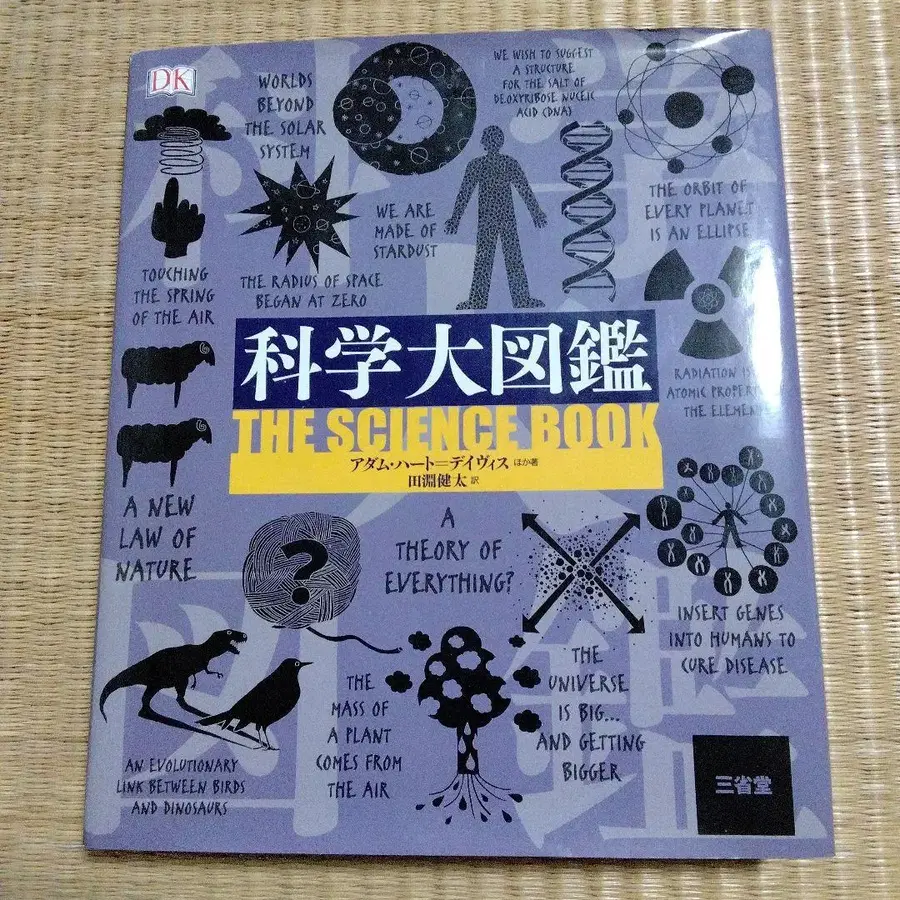 DK
WORLDS
BEYOND
THE SOLAR
SYSTEM
WE WISH TO SUGGEST
A STRUCTURE
FOR THE SALT OF
DEOXYRIBOSE NUCEIC
ACID (DNA)
WE ARE
MADE OF
STARDUST
THE ORBIT OF
EVERY PLANET
IS AN ELLIPSE
TOUCHING
THE SPRING
OF THE AIR
THE RADIUS OF SPACE
BEGAN AT ZERO
RADIATION IS
ATOMIC PROPERT
THE ELEMEN
科学大図鑑
THE SCIENCE BOOK
アダム・ハート=デイヴィス ほか著
田淵健太 訳
A NEW
LAW OF
NATURE
?
A
THEORY OF
EVERYTHING?
INSERT GENES
INTO HUMANS TO
CURE DISEASE
AN EVOLUTIONARY
LINK BETWEEN BIRDS
AND DINOSAURS
THE
MASS OF
A PLANT
COMES FROM
THE AIR
THE
UNIVERSE
IS BIG...
AND GETTING
BIGGER
三省堂